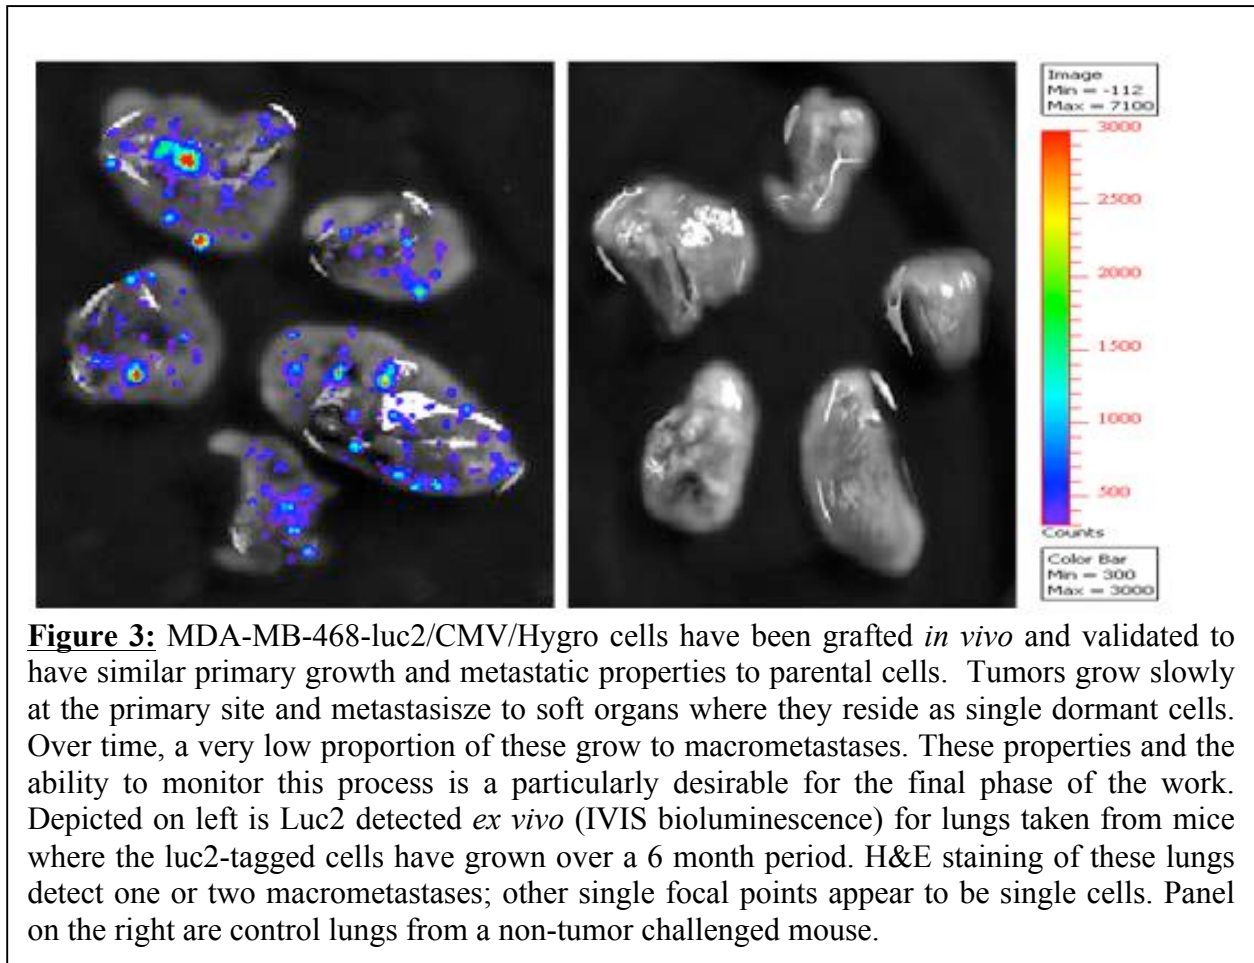 Image
Min = -112
Max = 7100
3000
2500
2000
1500
1000
500
Counts
Color Bar
Min = 300
Max = 3000
Figure 3: MDA-MB-468-luc2/CMV/Hygro cells have been grafted in vivo and validated to
have similar primary growth and metastatic properties to parental cells. Tumors grow slowly
at the primary site and metastasisze to soft organs where they reside as single dormant cells.
Over time, a very low proportion of these grow to macrometastases. These properties and the
ability to monitor this process is a particularly desirable for the final phase of the work.
Depicted on left is Luc2 detected ex vivo (IVIS bioluminescence) for lungs taken from mice
where the luc2-tagged cells have grown over a 6 month period. H&E staining of these lungs
detect one or two macrometastases; other single focal points appear to be single cells. Panel
on the right are control lungs from a non-tumor challenged mouse.